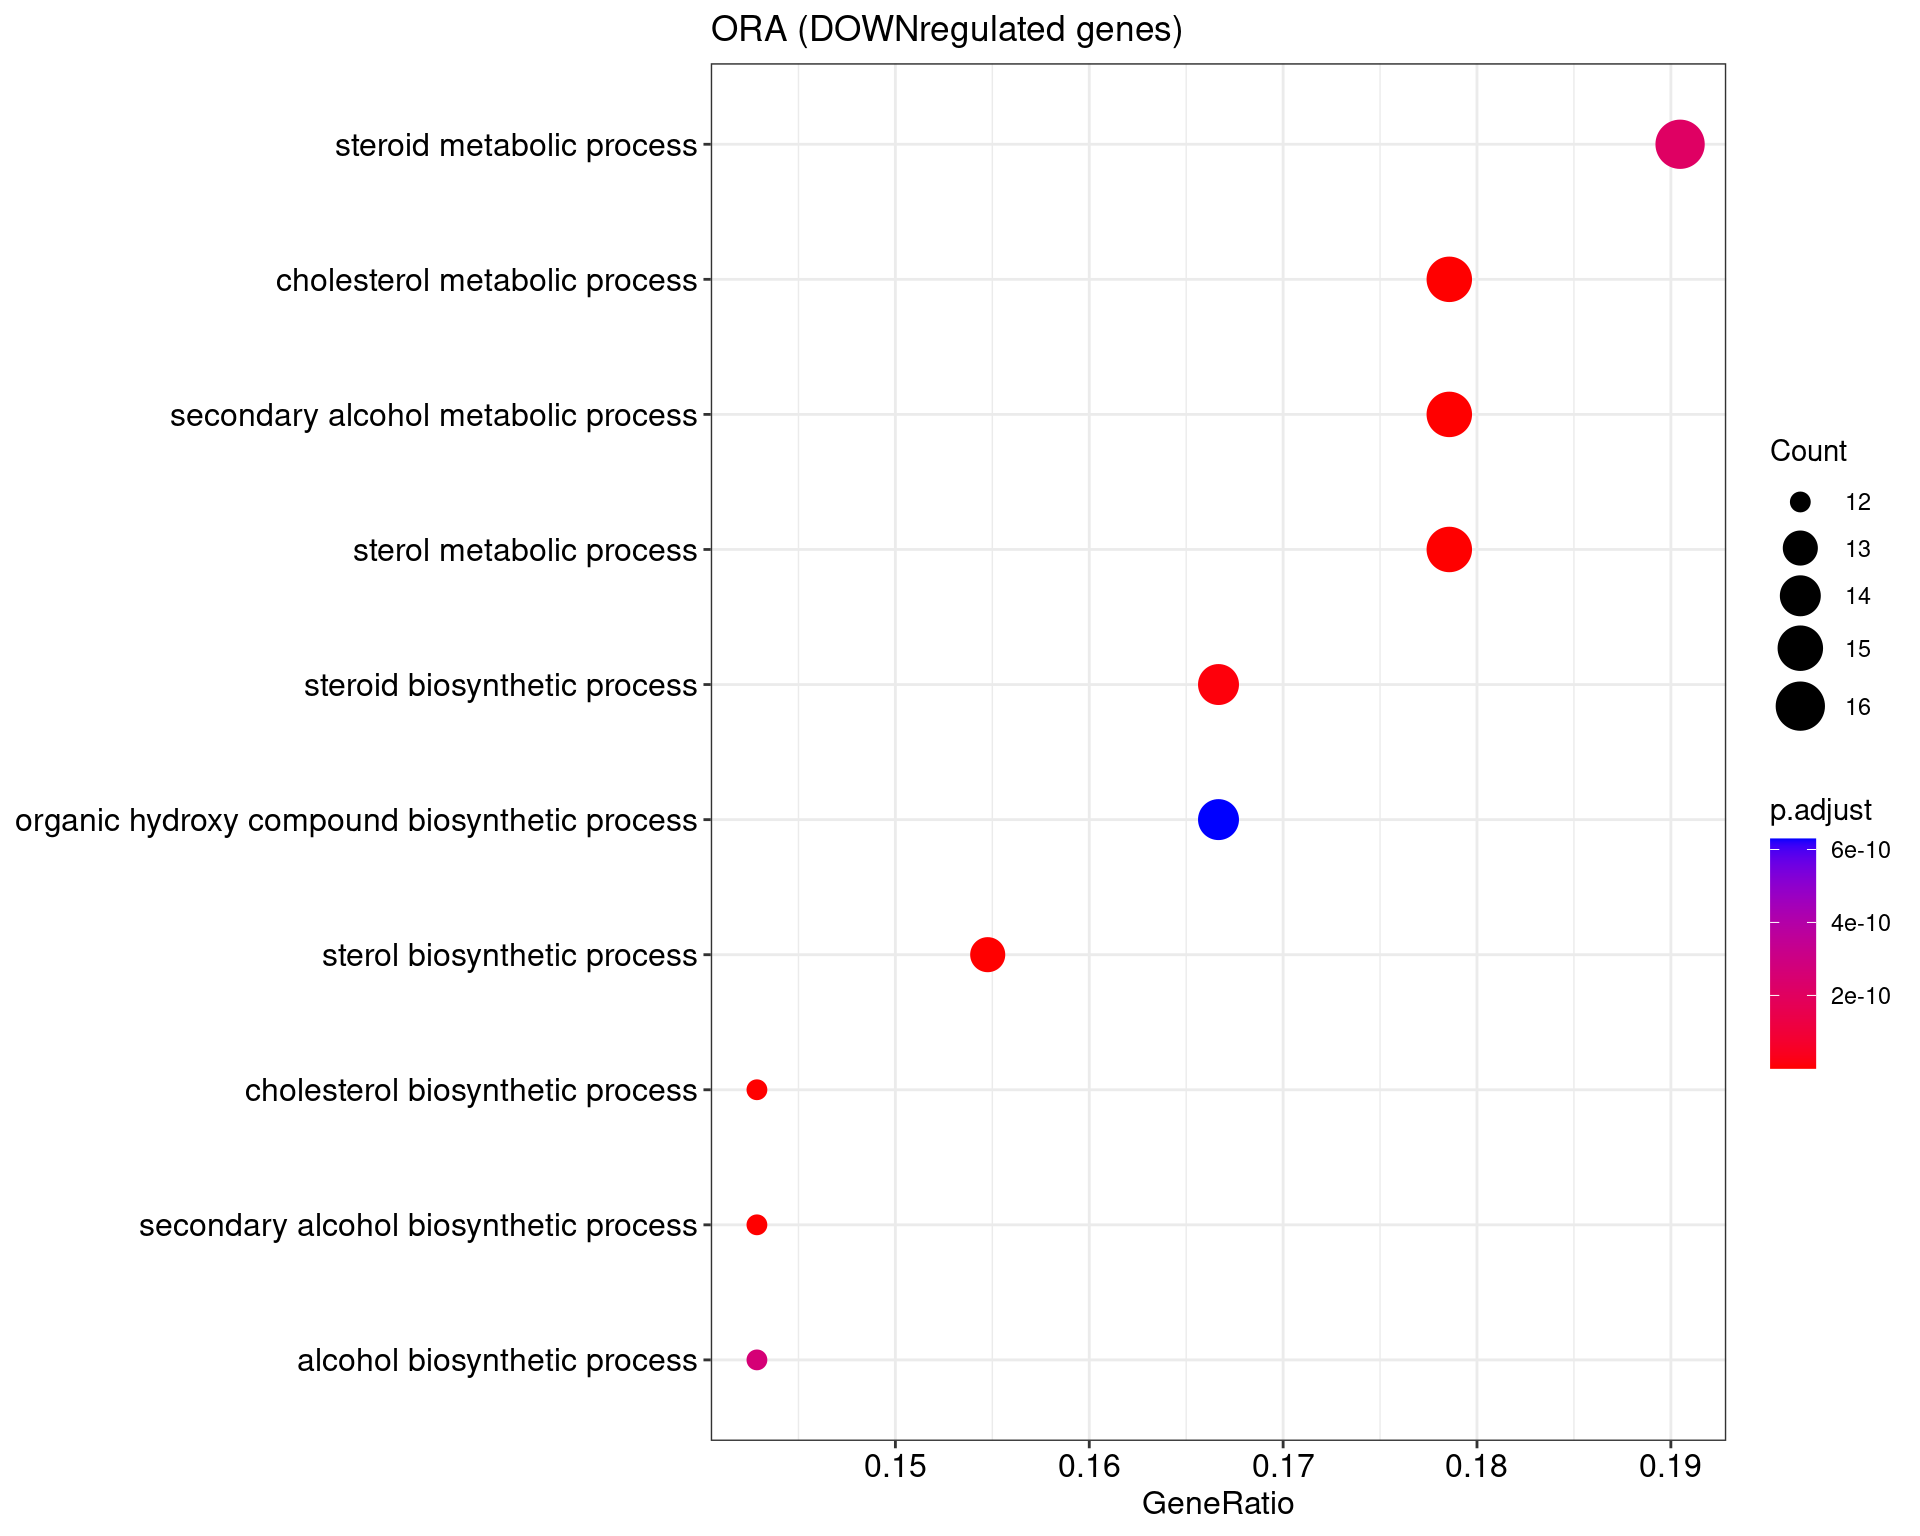 ORA (DOWNregulated genes)
steroid metabolic process
cholesterol metabolic process
secondary alcohol metabolic process
sterol metabolic process
steroid biosynthetic process
organic hydroxy compound biosynthetic process
sterol biosynthetic process
cholesterol biosynthetic process
secondary alcohol biosynthetic process
alcohol biosynthetic process
0.15 0.16 0.17 0.18 0.19
GeneRatio
Count
12
13
14
15
16
p.adjust
6e-10
4e-10
2e-10